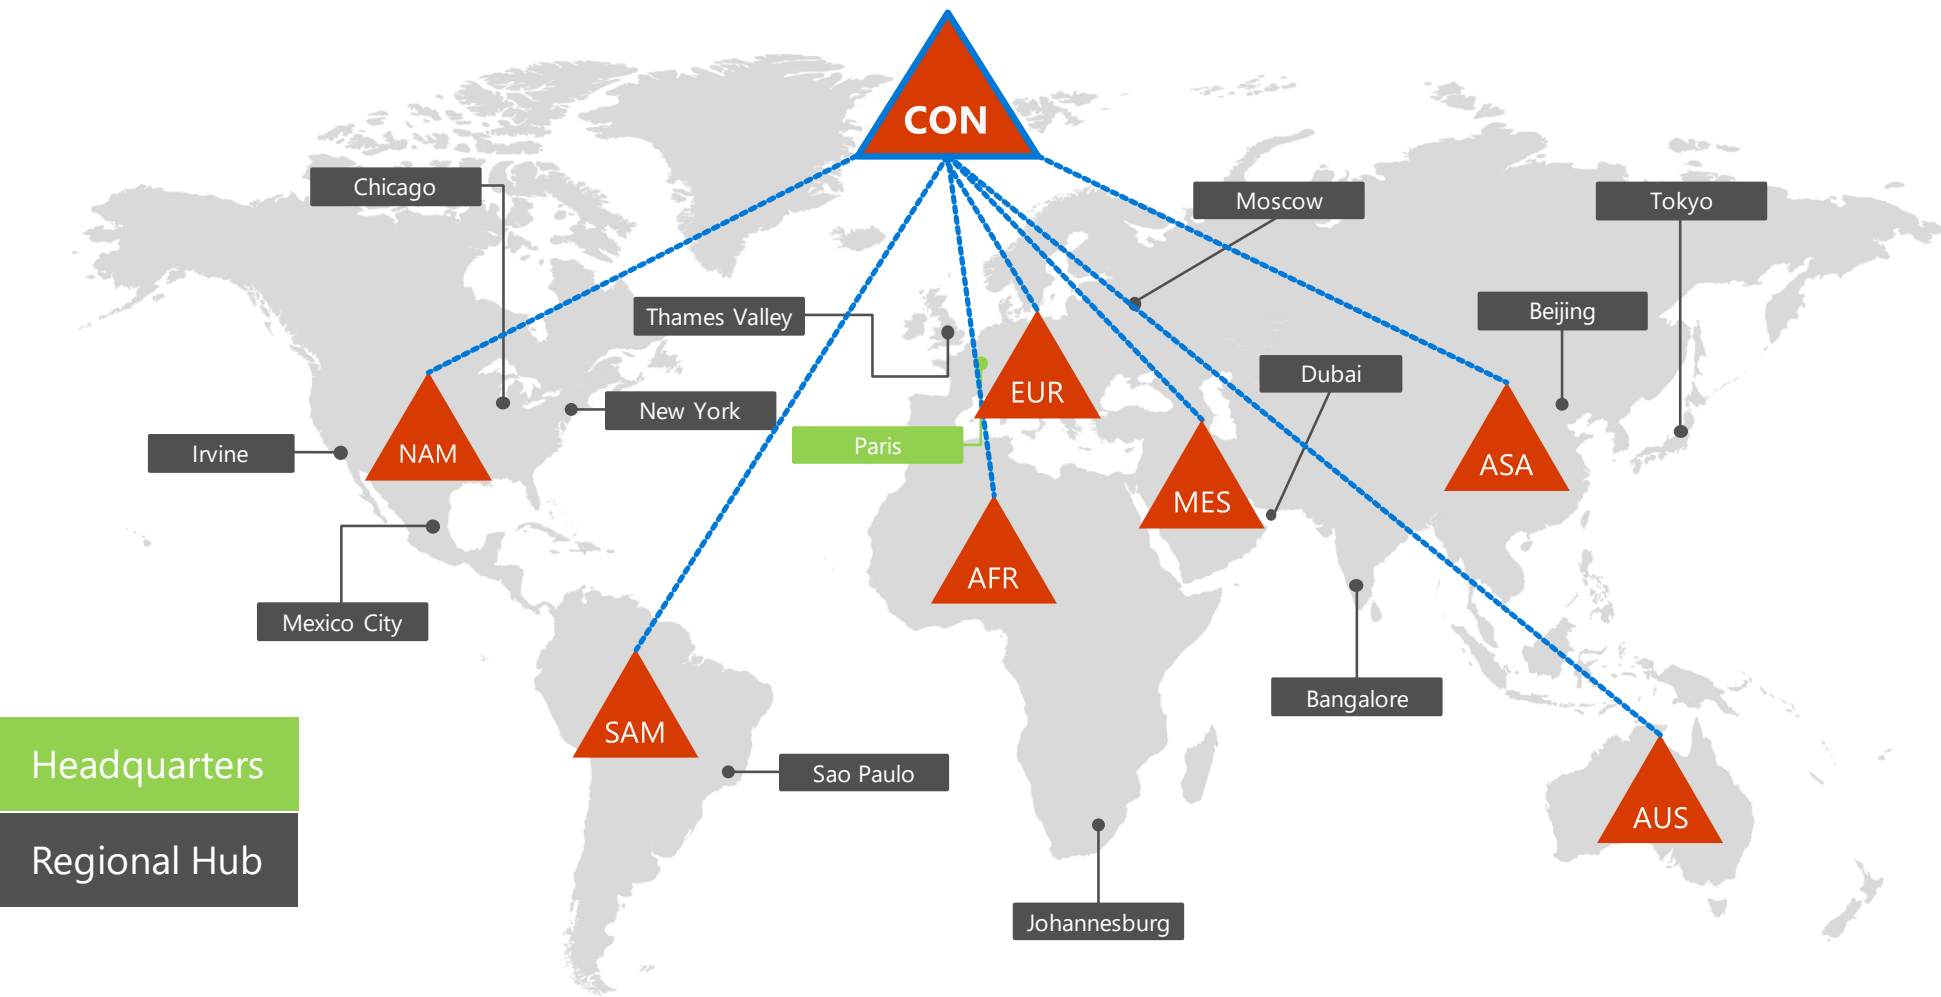 CON
Chicago
Moscow
Tokyo
Thames Valley
Beijing
Dubai
EUR
New York
Paris
Irvine
NAM
ASA
MES
AFR
Mexico City
Bangalore
SAM
Headquarters
Sao Paulo
AUS
Regional Hub
Johannesburg